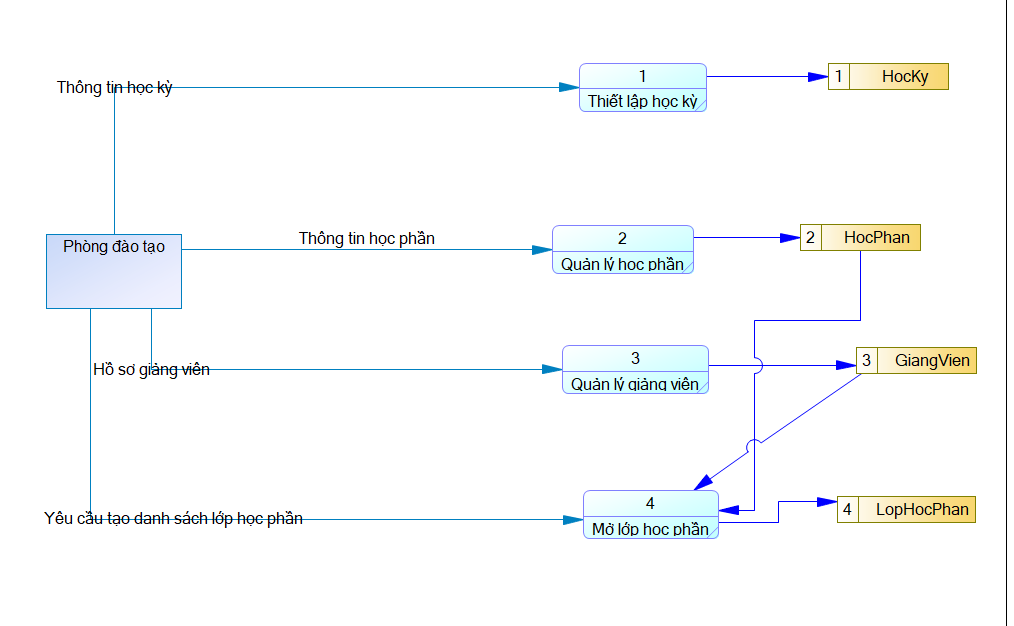 Thông tin học kỳ
1
Thiết lập học kỳ
1 HocKy
Phòng đào tạo
Thông tin học phần
2
Quản lý học phần
2 HocPhan
Hồ sơ giảng viên
3
Quản lý giảng viên
3 GiangVien
Yêu cầu tạo danh sách lớp học phần
4
Mở lớp học phần
4 LopHocPhan